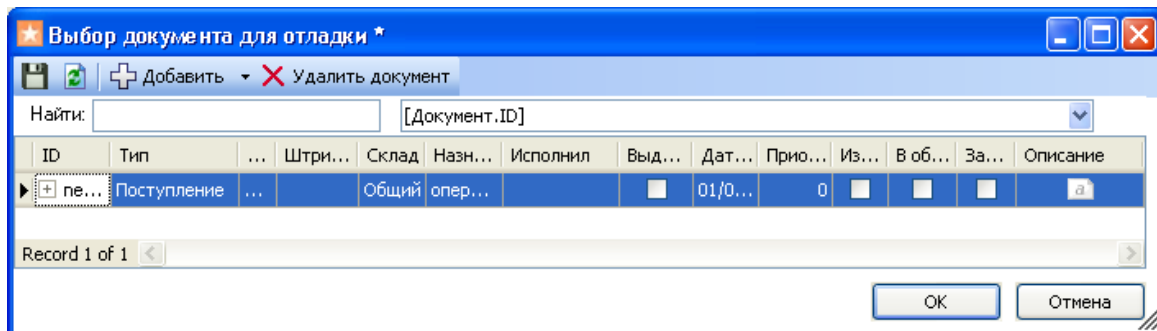 Выбор документа для отладки *
Добавить Удалить документ
Найти: [Документ.ID]
ID Тип ... Штри... Склад Назн... Исполнил Выд... Дат... Прио... Из... В об... За... Описание
ne... Поступление ... Общий опер... 01/0... 0 a
Record 1 of 1
OK Отмена